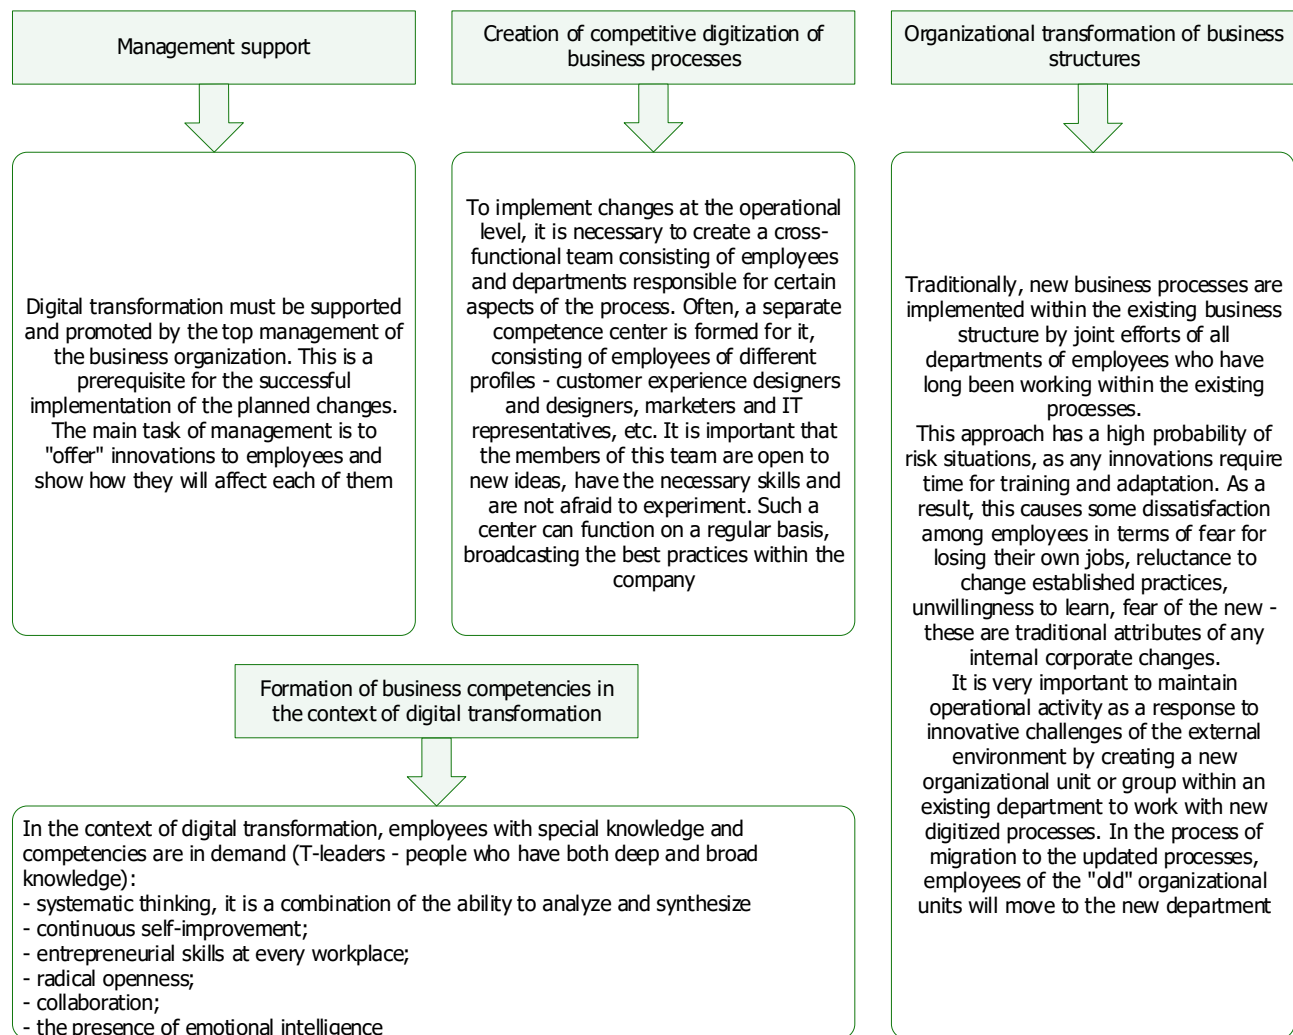 Management support
Creation of competitive digitization of
business processes
Organizational transformation of business
structures
Digital transformation must be supported
and promoted by the top management of
the business organization. This is a
prerequisite for the successful
implementation of the planned changes.
The main task of management is to
"offer" innovations to employees and
show how they will affect each of them
To implement changes at the operational
level, it is necessary to create a cross-
functional team consisting of employees
and departments responsible for certain
aspects of the process. Often, a separate
competence center is formed for it,
consisting of employees of different
profiles - customer experience designers
and designers, marketers and IT
representatives, etc. It is important that
the members of this team are open to
new ideas, have the necessary skills and
are not afraid to experiment. Such a
center can function on a regular basis,
broadcasting the best practices within the
company
Traditionally, new business processes are
implemented within the existing business
structure by joint efforts of all
departments of employees who have
long been working within the existing
processes.
This approach has a high probability of
risk situations, as any innovations require
time for training and adaptation. As a
result, this causes some dissatisfaction
among employees in terms of fear for
losing their own jobs, reluctance to
change established practices,
unwillingness to learn, fear of the new -
these are traditional attributes of any
internal corporate changes.
It is very important to maintain
operational activity as a response to
innovative challenges of the external
environment by creating a new
organizational unit or group within an
existing department to work with new
digitized processes. In the process of
migration to the updated processes,
employees of the "old" organizational
units will move to the new department
Formation of business competencies in
the context of digital transformation
In the context of digital transformation, employees with special knowledge and
competencies are in demand (T-leaders - people who have both deep and broad
knowledge):
- systematic thinking, it is a combination of the ability to analyze and synthesize
- continuous self-improvement;
- entrepreneurial skills at every workplace;
- radical openness;
- collaboration;
- the presence of emotional intelligence